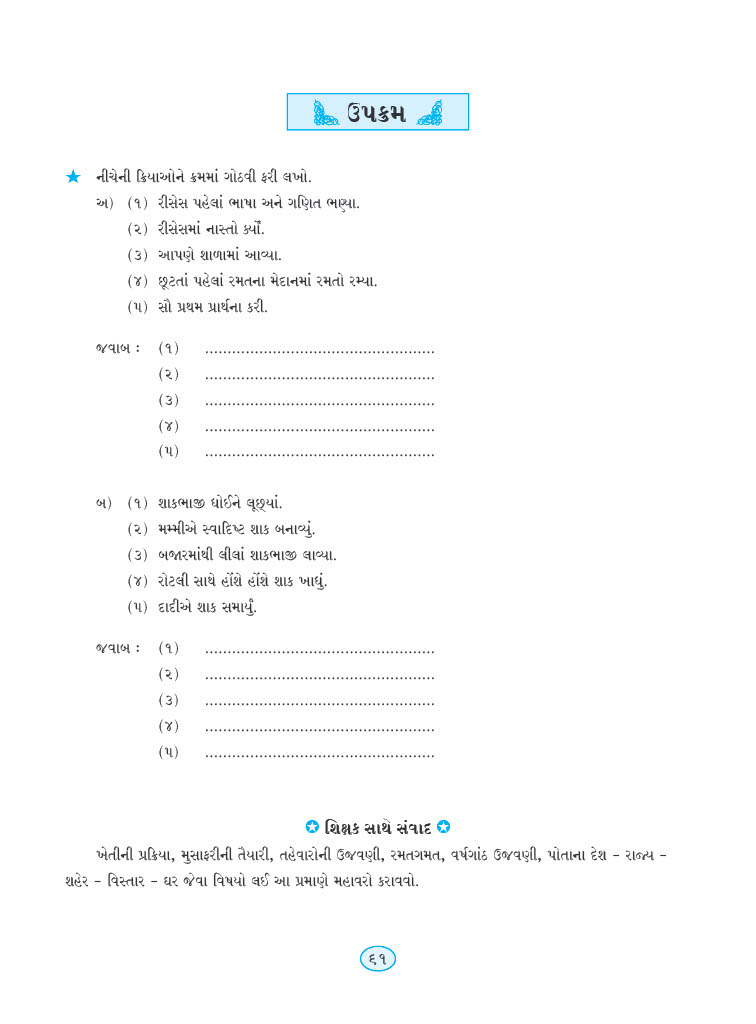 ઉપક્રમ
★ નીચેની ક્રિયાઓને ક્રમમાં ગોઠવી ફરી લખો.
અ) (૧) રીસેસ પહેલાં ભાષા અને ગણિત ભણ્યા.
(૨) રીસેસમાં નાસ્તો કર્યો.
(૩) આપણે શાળામાં આવ્યા.
(૪) છૂટતાં પહેલાં રમતના મેદાનમાં રમતો રમ્યા.
(૫) સૌ પ્રથમ પ્રાર્થના કરી.
જવાબ : (૧) ...................................................
(૨) ...................................................
(૩) ...................................................
(૪) ...................................................
(૫) ...................................................
બ) (૧) શાકભાજી ધોઈને લૂછ્યાં.
(૨) મમ્મીએ સ્વાદિષ્ટ શાક બનાવ્યું.
(૩) બજારમાંથી લીલાં શાકભાજી લાવ્યા.
(૪) રોટલી સાથે હોંશે હોંશે શાક ખાધું.
(૫) દાદીએ શાક સમાર્યું.
જવાબ : (૧) ...................................................
(૨) ...................................................
(૩) ...................................................
(૪) ...................................................
(૫) ...................................................
✪ શિક્ષક સાથે સંવાદ ✪
ખેતીની પ્રક્રિયા, મુસાફરીની તૈયારી, તહેવારોની ઉજવણી, રમતગમત, વર્ષગાંઠ ઉજવણી, પોતાના દેશ – રાજ્ય –
શહેર – વિસ્તાર – ઘર જેવા વિષયો લઈ આ પ્રમાણે મહાવરો કરાવવો.
૬૧